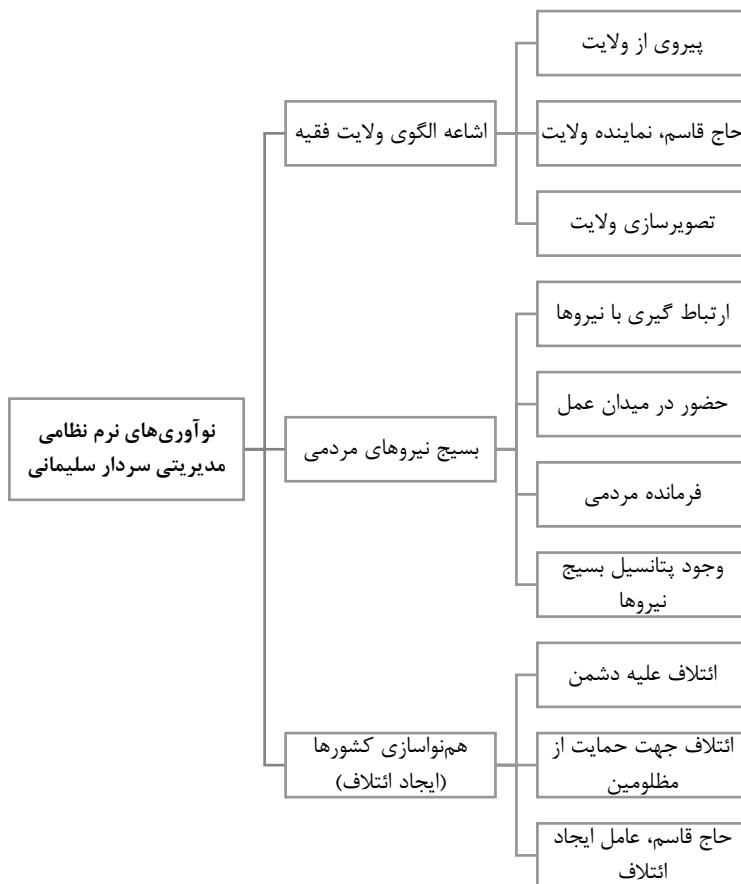 نوآوری‌های نرم نظامی
مدیریتی سردار سلیمانی
اشاعه الگوی ولایت فقیه
پیروی از ولایت
حاج قاسم، نماینده ولایت
تصویرسازی ولایت
بسیج نیروهای مردمی
ارتباط گیری با نیروها
حضور در میدان عمل
فرمانده مردمی
وجود پتانسیل بسیج
نیروها
هم‌نواسازی کشورها
(ایجاد ائتلاف)
ائتلاف علیه دشمن
ائتلاف جهت حمایت از
مظلومین
حاج قاسم، عامل ایجاد
ائتلاف